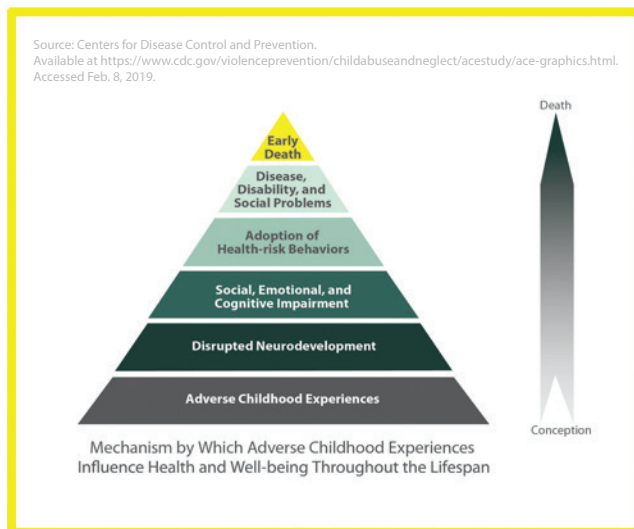 Source: Centers for Disease Control and Prevention.
Available at https://www.cdc.gov/violenceprevention/childabuseandneglect/acestudy/ace-graphics.html.
Accessed Feb. 8, 2019.
Death
Early
Death
Disease,
Disability, and
Social Problems
Adoption of
Health-risk Behaviors
Social, Emotional, and
Cognitive Impairment
Disrupted Neurodevelopment
Adverse Childhood Experiences
Conception
Mechanism by Which Adverse Childhood Experiences
Influence Health and Well-being Throughout the Lifespan